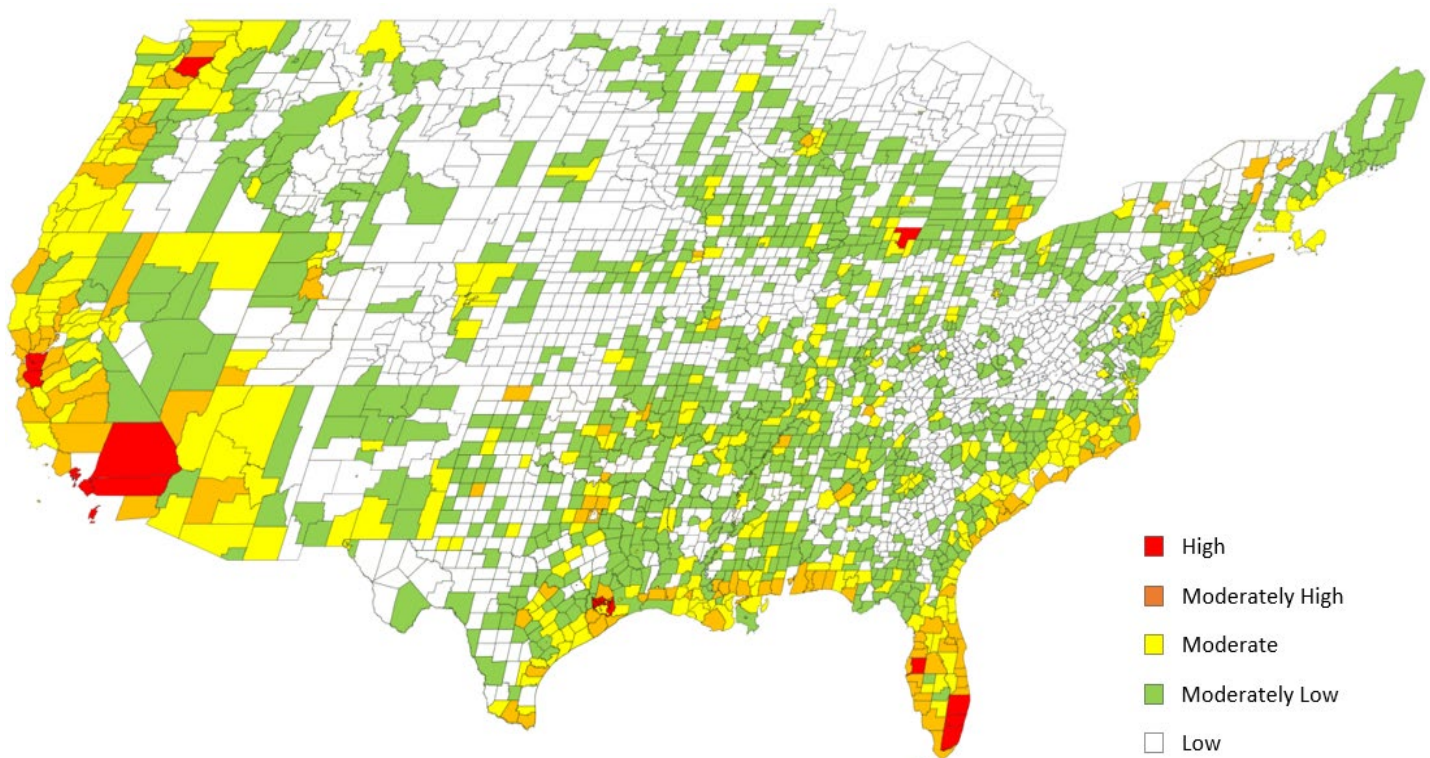 High
Moderately High
Moderate
Moderately Low
Low